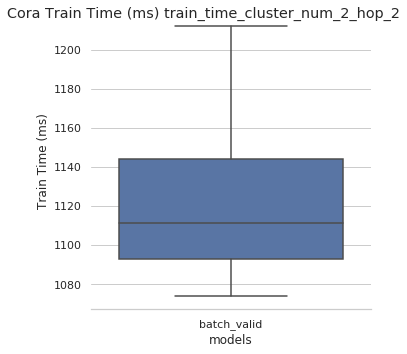 Cora Train Time (ms) train_time_cluster_num_2_hop_2
1200
1180
1160
1140
1120
1100
1080
Train Time (ms)
batch_valid
models